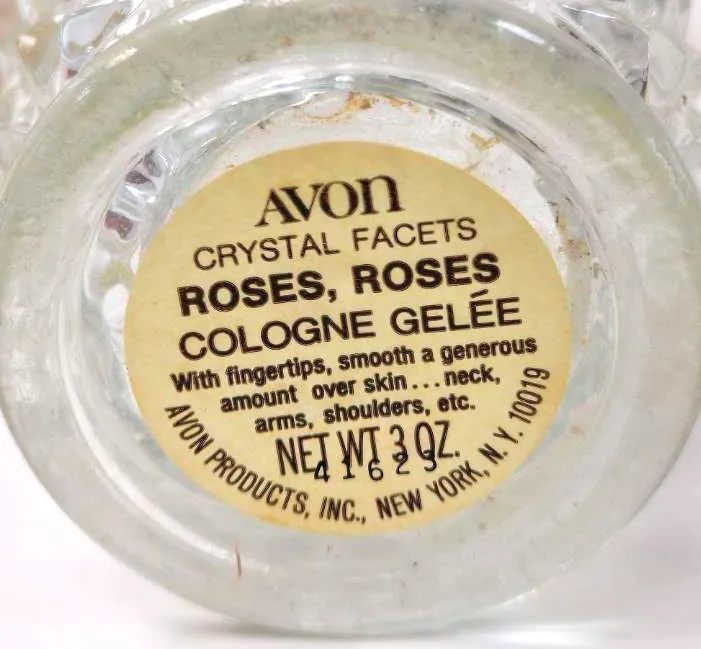 AVON
CRYSTAL FACETS
ROSES, ROSES
COLOGNE GELÉE
With fingertips, smooth a generous
amount over skin...neck,
arms, shoulders, etc.
NET WT 3 OZ.
41629
AVON PRODUCTS, INC., NEW YORK, N.Y. 10019